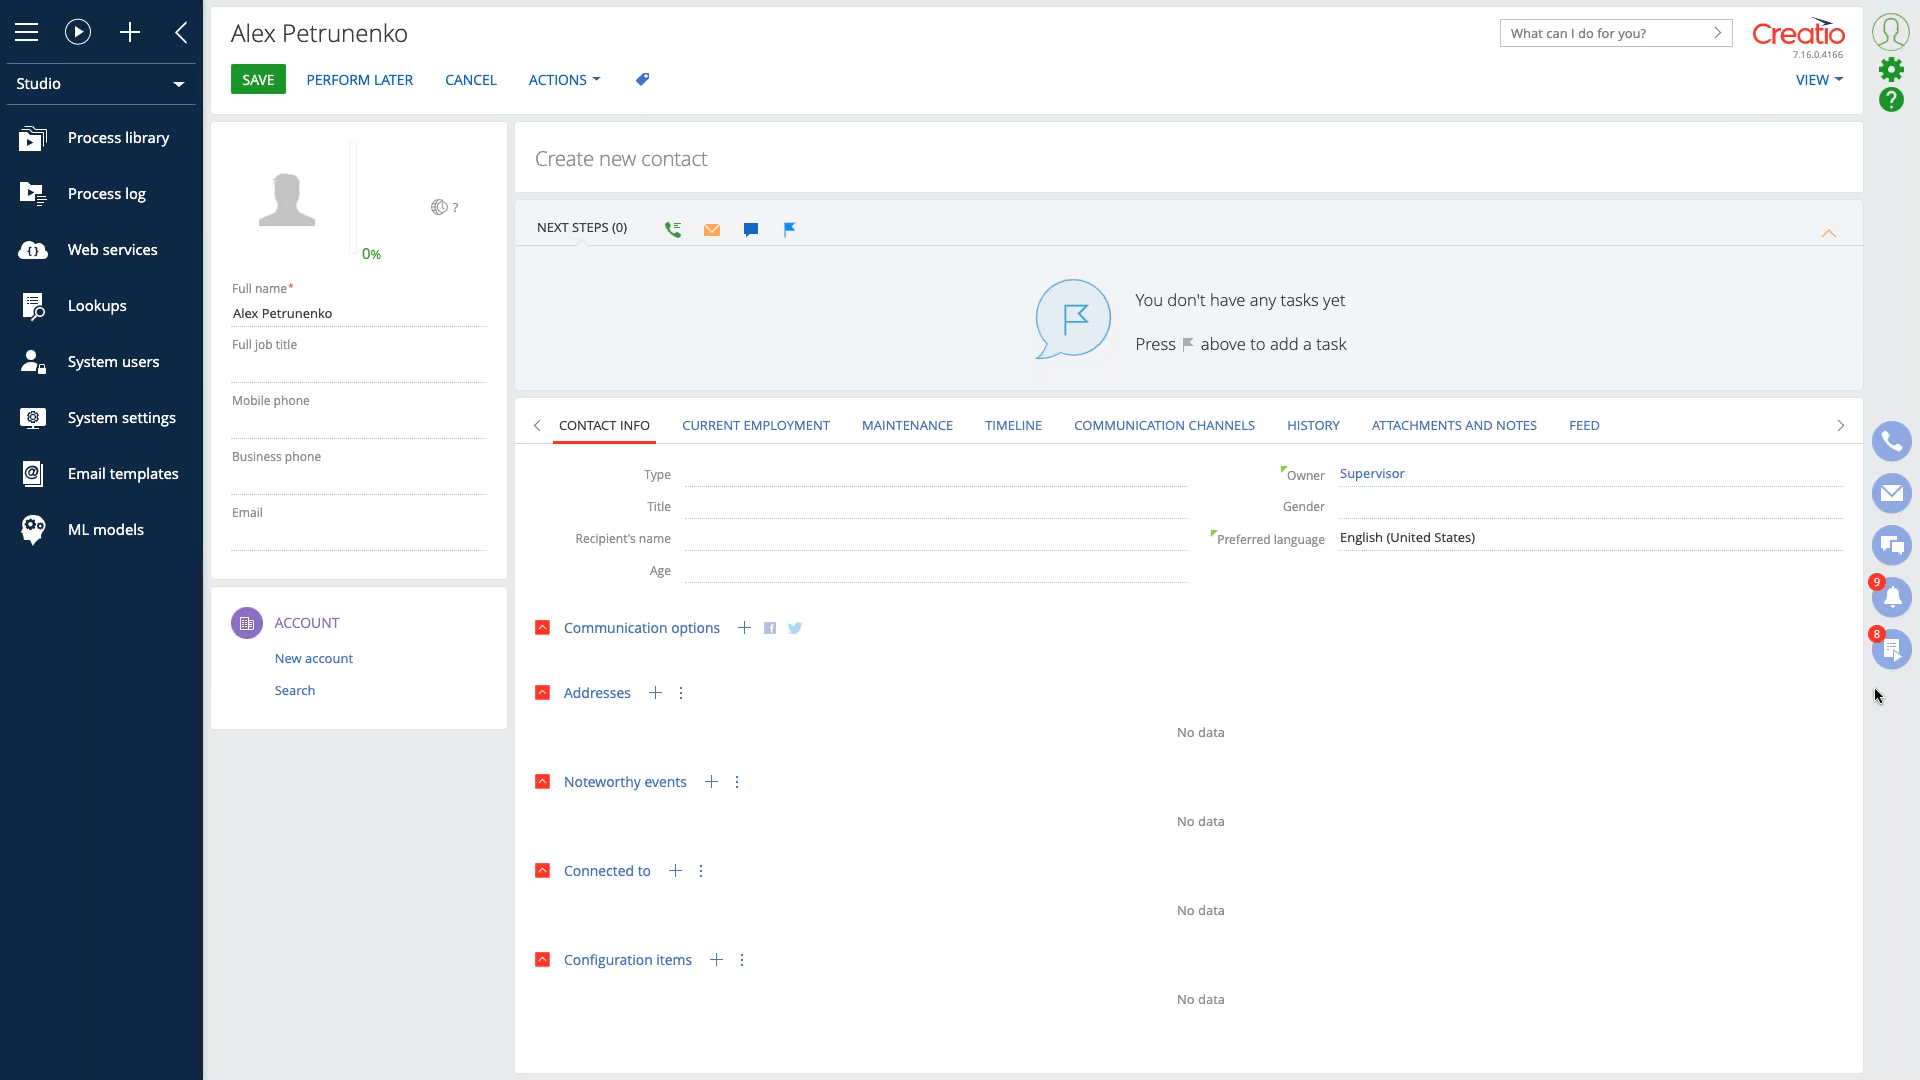 Alex Petrunenko
What can I do for you?
Creatio
7.16.0.4166
SAVE
PERFORM LATER
CANCEL
ACTIONS
VIEW
Studio
Process library
Process log
Web services
Lookups
System users
System settings
Email templates
ML models
?
0%
Full name*
Alex Petrunenko
Full job title
Mobile phone
Business phone
Email
ACCOUNT
New account
Search
Create new contact
NEXT STEPS (0)
You don't have any tasks yet
Press above to add a task
CONTACT INFO
CURRENT EMPLOYMENT
MAINTENANCE
TIMELINE
COMMUNICATION CHANNELS
HISTORY
ATTACHMENTS AND NOTES
FEED
Type
Title
Recipient's name
Age
Owner Supervisor
Gender
Preferred language English (United States)
Communication options
Addresses
No data
Noteworthy events
No data
Connected to
No data
Configuration items
No data
?
9
8